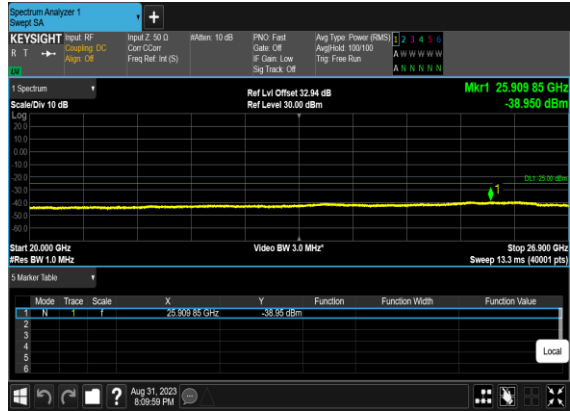 Spectrum Analyzer 1
Swept SA
KEYSIGHT Input: RF Input Z: 50 Ω #Atten: 10 dB PNO: Fast Avg Type: Power (RMS) 1 2 3 4 5 6
R T Coupling: DC Corr CCorr Gate: Off Avg|Hold: 100/100 A W W W W W
Align: Off Freq Ref: Int (S) IF Gain: Low Trig: Free Run
Sig Track: Off A N N N N N
1 Spectrum
Ref Lvl Offset 32.94 dB Mkr1 25.909 85 GHz
Scale/Div 10 dB Ref Level 30.00 dBm -38.950 dBm
Log
20.0
10.0
0.00
-10.0
-20.0
DL1 -25.00 dBm
-30.0
1
-40.0
-50.0
-60.0
Start 20.000 GHz Video BW 3.0 MHz* Stop 26.900 GHz
#Res BW 1.0 MHz Sweep 13.3 ms (40001 pts)
5 Marker Table
Mode Trace Scale X Y Function Function Width Function Value
1 N 1 f 25.909 85 GHz -38.95 dBm
2
3
4
5
6
Local
? Aug 31, 2023
8:09:59 PM